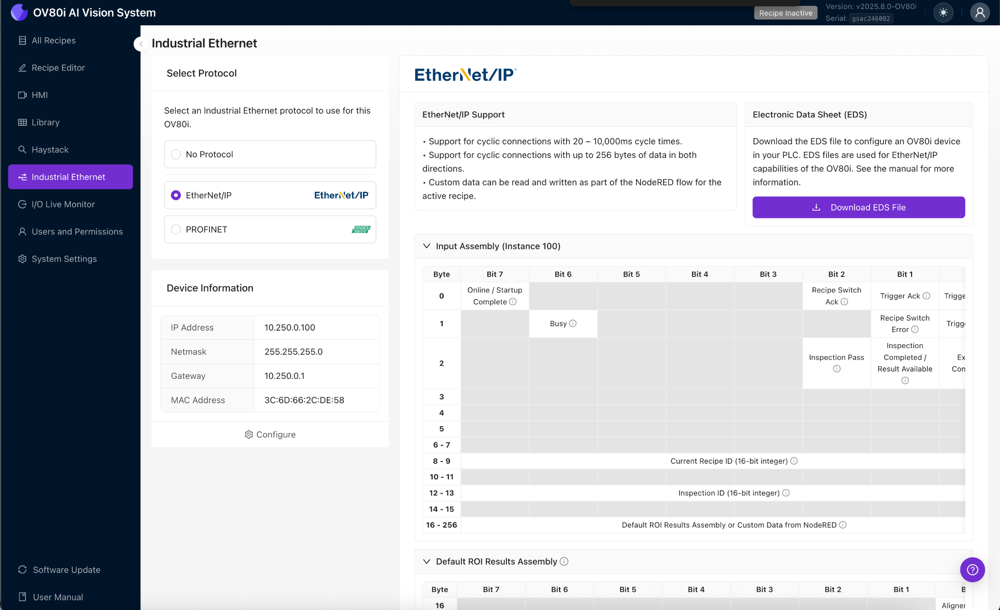 OV80i AI Vision System
Recipe Inactive
Version: v2025.8.0-OV80i
Serial: gsac246082
All Recipes
Recipe Editor
HMI
Library
Haystack
Industrial Ethernet
I/O Live Monitor
Users and Permissions
System Settings
Software Update
User Manual
Industrial Ethernet
Select Protocol
Select an Industrial Ethernet protocol to use for this
OV80i.
No Protocol
EtherNet/IP EtherNet/IP
PROFINET PROFI NET
Device Information
IP Address 10.250.0.100
Netmask 255.255.255.0
Gateway 10.250.0.1
MAC Address 3C:6D:66:2C:DE:58
Configure
EtherNet/IP™
EtherNet/IP Support
• Support for cyclic connections with 20 – 10,000ms cycle times.
• Support for cyclic connections with up to 256 bytes of data in both
directions.
• Custom data can be read and written as part of the NodeRED flow for the
active recipe.
Electronic Data Sheet (EDS)
Download the EDS file to configure an OV80i device
in your PLC. EDS files are used for EtherNet/IP
capabilities of the OV80i. See the manual for more
information.
Download EDS File
Input Assembly (Instance 100)
Byte Bit 7 Bit 6 Bit 5 Bit 4 Bit 3 Bit 2 Bit 1
0 Online / Startup Complete Recipe Switch Ack Trigger Ack Trigge
1 Busy Recipe Switch Error Trigg
2 Inspection Pass Inspection Completed / Result Available Ex Com
3
4
5
6 - 7
8 - 9 Current Recipe ID (16-bit integer)
10 - 11
12 - 13 Inspection ID (16-bit integer)
14 - 15
16 - 256 Default ROI Results Assembly or Custom Data from NodeRED
Default ROI Results Assembly
Byte Bit 7 Bit 6 Bit 5 Bit 4 Bit 3 Bit 2 Bit 1 B
16 Aligner